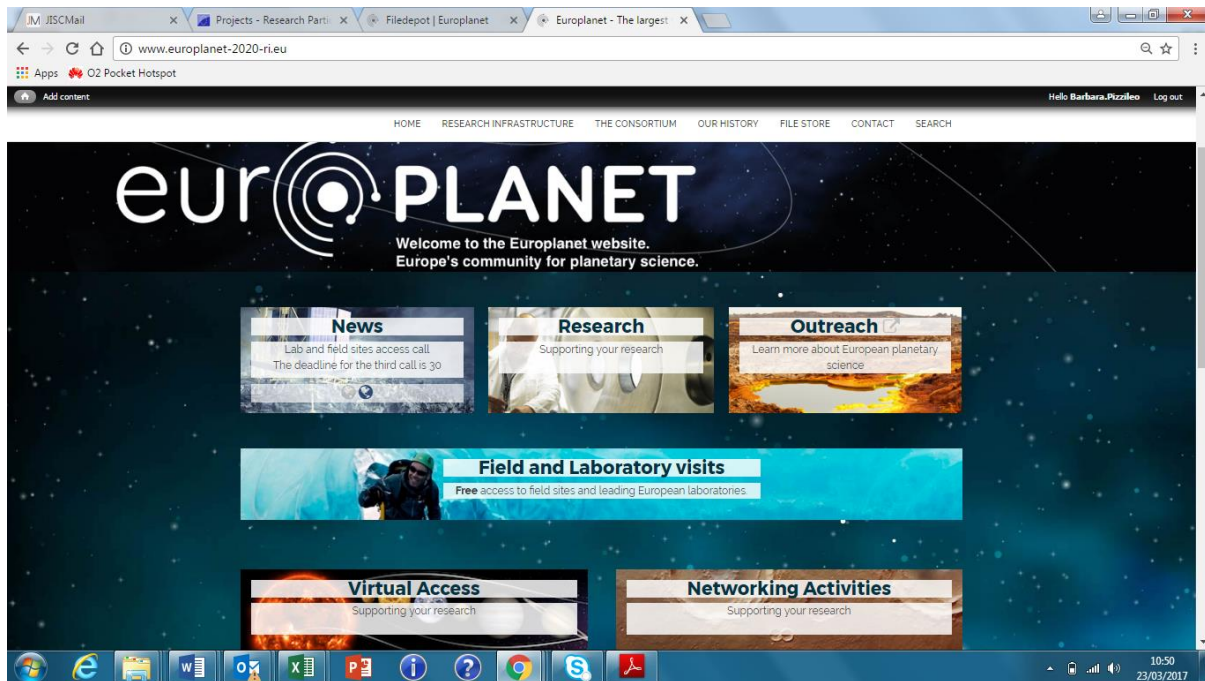 JISCMail
Projects - Research Parti
Filedepot | Europlanet
Europlanet - The largest
www.europlanet-2020-ri.eu
Apps O2 Pocket Hotspot
Add content
Hello Barbara.Pizzileo Log out
HOME RESEARCH INFRASTRUCTURE THE CONSORTIUM OUR HISTORY FILE STORE CONTACT SEARCH
euro PLANET
Welcome to the Europlanet website.
Europe's community for planetary science.
News
Lab and field sites access call
The deadline for the third call is 30
Research
Supporting your research
Outreach
Learn more about European planetary
science
Field and Laboratory visits
Free access to field sites and leading European laboratories.
Virtual Access
Supporting your research
Networking Activities
Supporting your research
10:50
23/03/2017